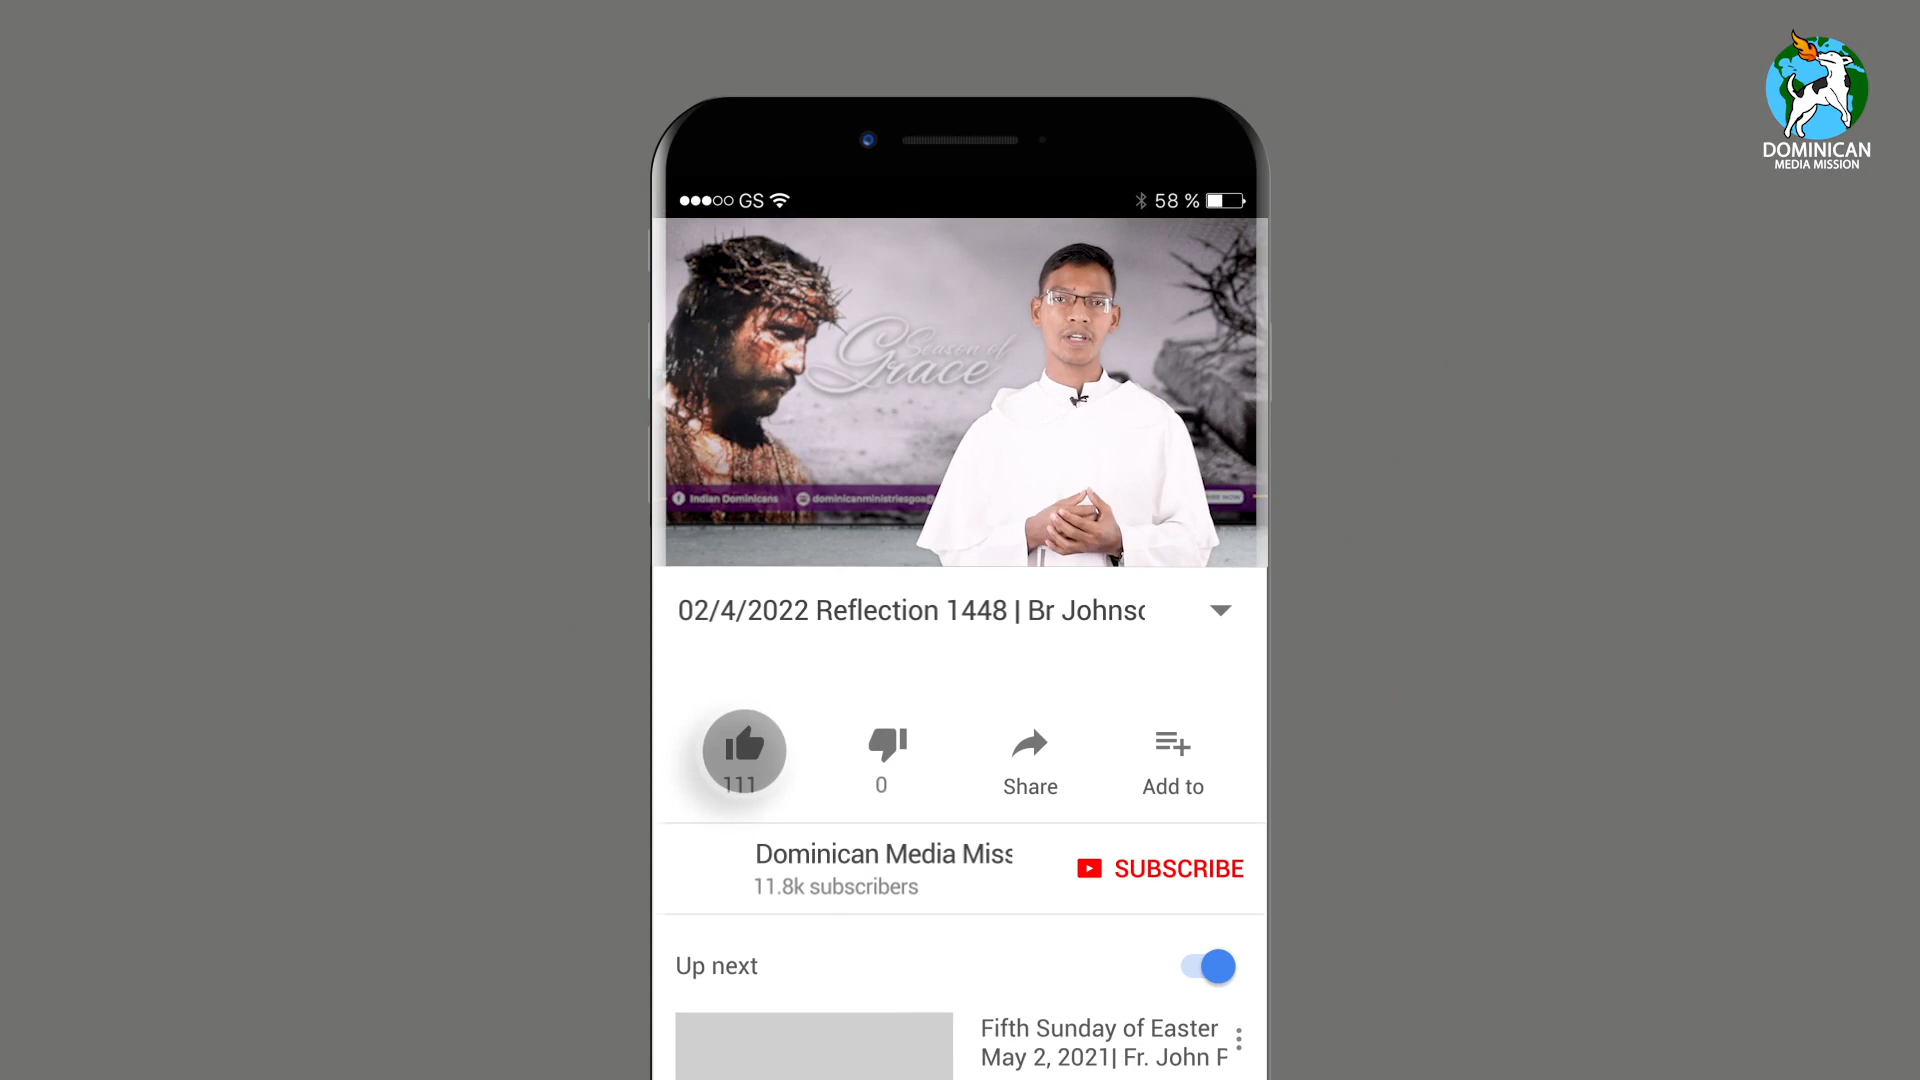 DOMINICAN
MEDIA MISSION
GS
58 %
Season of
Grace
Indian Dominicans
dominicanministriesgoa@
02/4/2022 Reflection 1448 | Br Johnso
111
0
Share
Add to
Dominican Media Miss
11.8k subscribers
SUBSCRIBE
Up next
Fifth Sunday of Easter
May 2, 2021| Fr. John